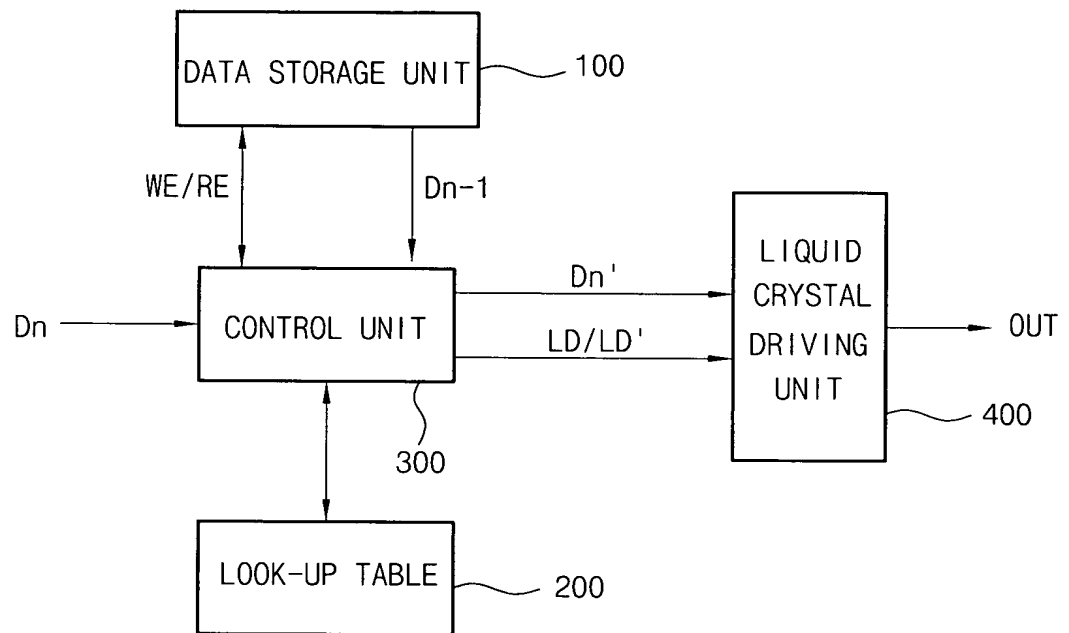 DATA STORAGE UNIT
100
WE/RE
Dn-1
Dn
CONTROL UNIT
300
Dn'
LD/LD'
LIQUID
CRYSTAL
DRIVING
UNIT
400
OUT
LOOK-UP TABLE
200